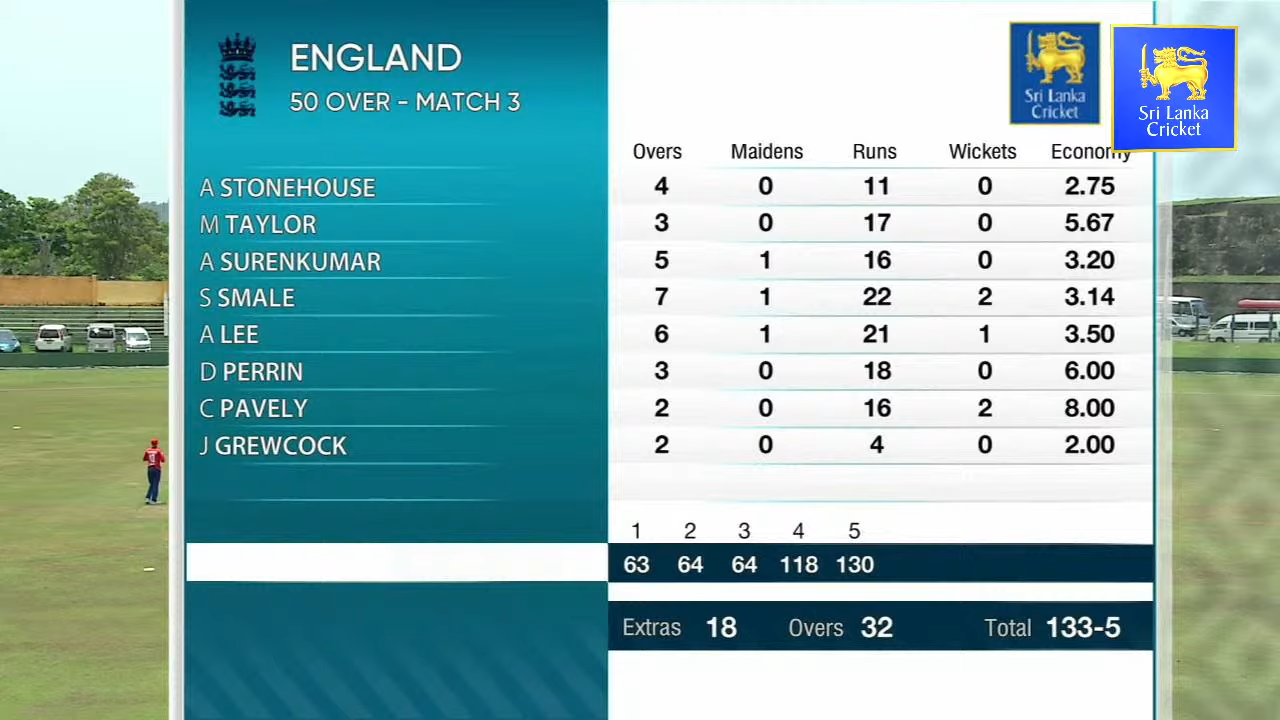 ENGLAND
50 OVER - MATCH 3
Sri Lanka
Cricket
Sri Lanka
Cricket
Overs Maidens Runs Wickets Economy
A STONEHOUSE 4 0 11 0 2.75
M TAYLOR 3 0 17 0 5.67
A SURENKUMAR 5 1 16 0 3.20
S SMALE 7 1 22 2 3.14
A LEE 6 1 21 1 3.50
D PERRIN 3 0 18 0 6.00
C PAVELY 2 0 16 2 8.00
J GREWCOCK 2 0 4 0 2.00
1 2 3 4 5
63 64 64 118 130
Extras 18 Overs 32 Total 133-5